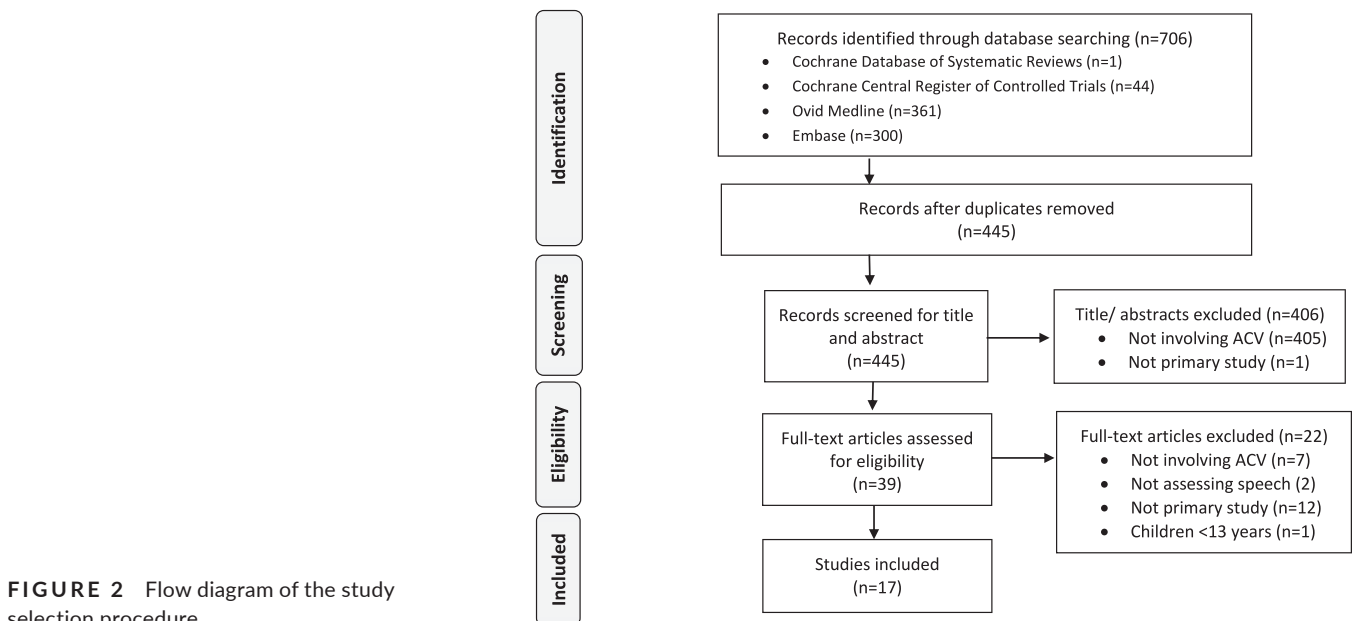 Identification
Records identified through database searching (n=706)
• Cochrane Database of Systematic Reviews (n=1)
• Cochrane Central Register of Controlled Trials (n=44)
• Ovid Medline (n=361)
• Embase (n=300)
Records after duplicates removed
(n=445)
Screening
Records screened for title
and abstract
(n=445)
Title/ abstracts excluded (n=406)
• Not involving ACV (n=405)
• Not primary study (n=1)
Eligibility
Full-text articles assessed
for eligibility
(n=39)
Full-text articles excluded (n=22)
• Not involving ACV (n=7)
• Not assessing speech (2)
• Not primary study (n=12)
• Children <13 years (n=1)
Included
Studies included
(n=17)
FIGURE 2 Flow diagram of the study
selection procedure